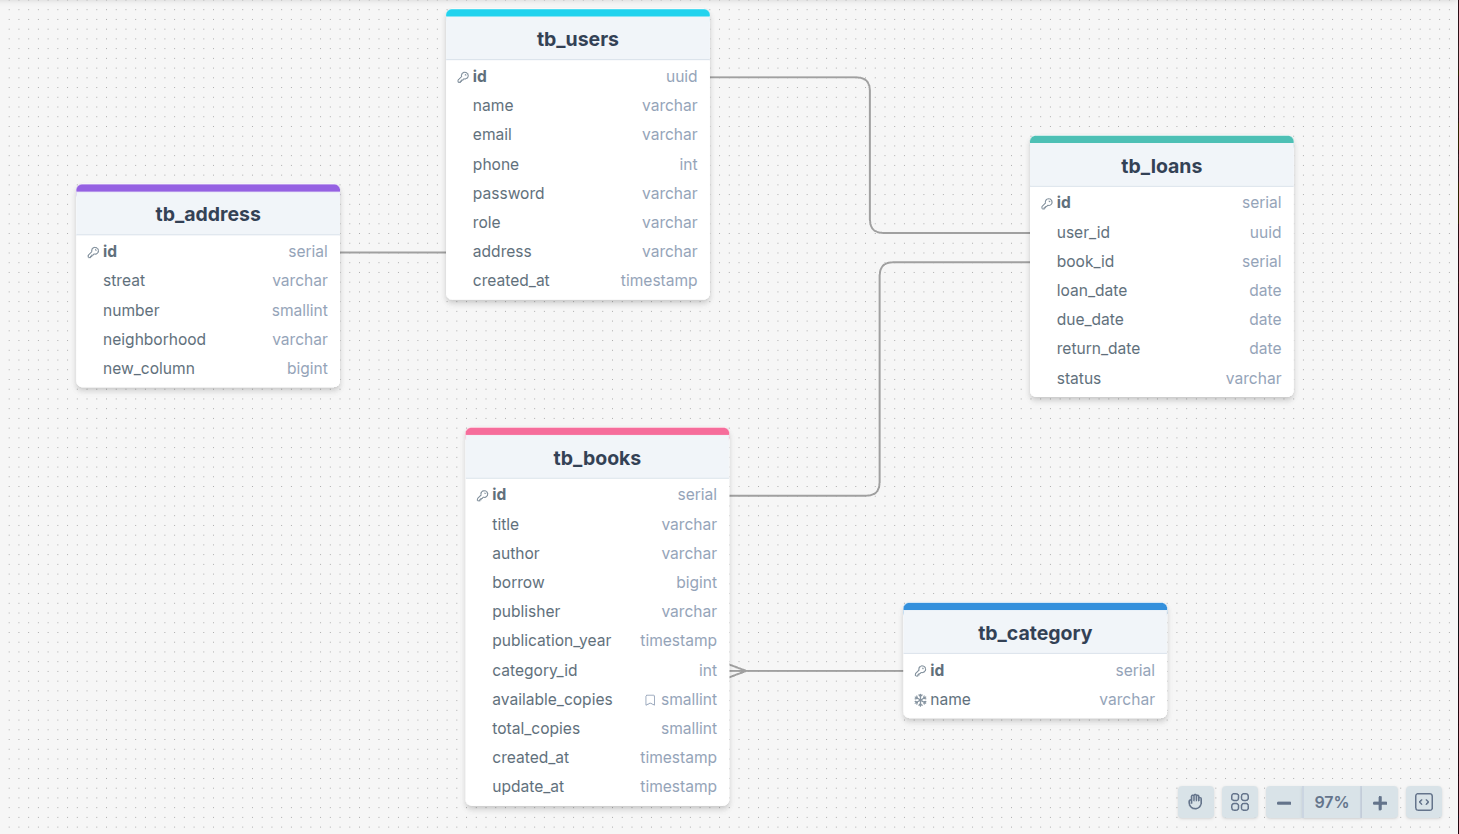 tb_users
id uuid
name varchar
email varchar
phone int
password varchar
role varchar
address varchar
created_at timestamp
tb_address
id serial
streat varchar
number smallint
neighborhood varchar
new_column bigint
tb_loans
id serial
user_id uuid
book_id serial
loan_date date
due_date date
return_date date
status varchar
tb_books
id serial
title varchar
author varchar
borrow bigint
publisher varchar
publication_year timestamp
category_id int
available_copies smallint
total_copies smallint
created_at timestamp
update_at timestamp
tb_category
id serial
name varchar
97%